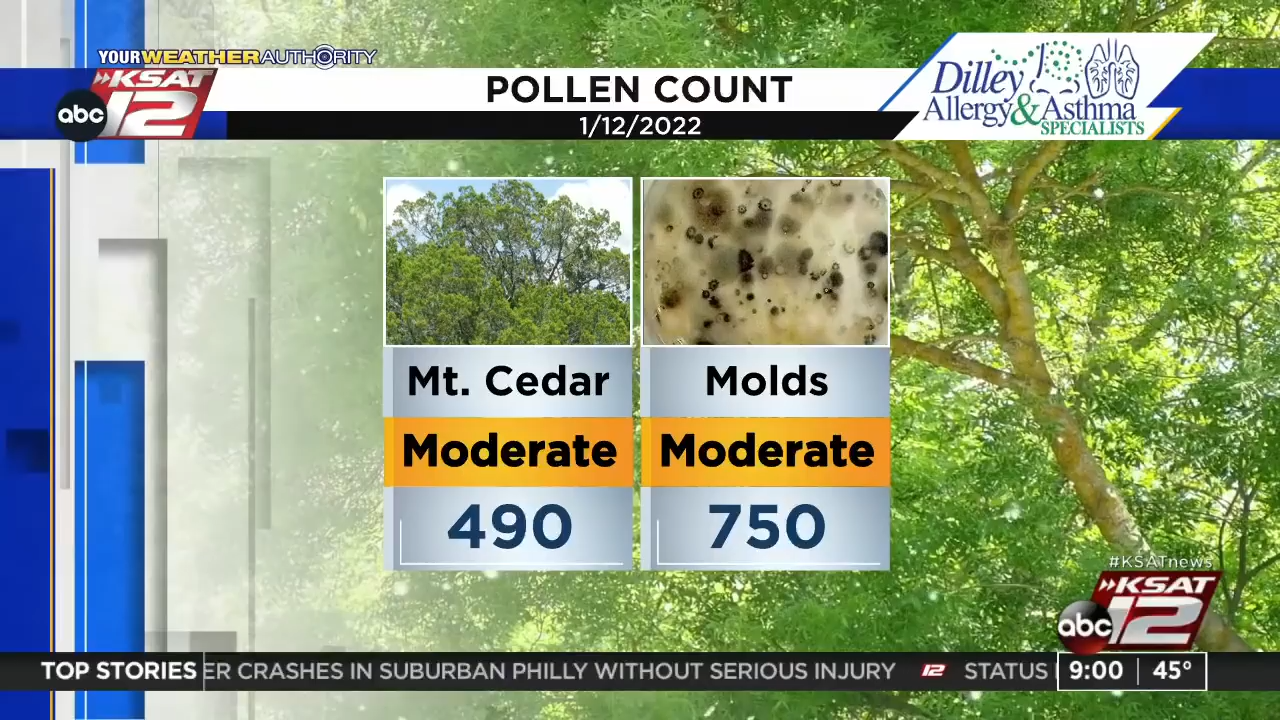 YOUR WEATHER AUTHORITY
KSAT
abc 12
POLLEN COUNT
1/12/2022
Dilley
Allergy & Asthma
SPECIALISTS
Mt. Cedar
Molds
Moderate
Moderate
490
750
#KSATnews
KSAT
abc 12
TOP STORIES ER CRASHES IN SUBURBAN PHILLY WITHOUT SERIOUS INJURY 12 STATUS 9:00 45°